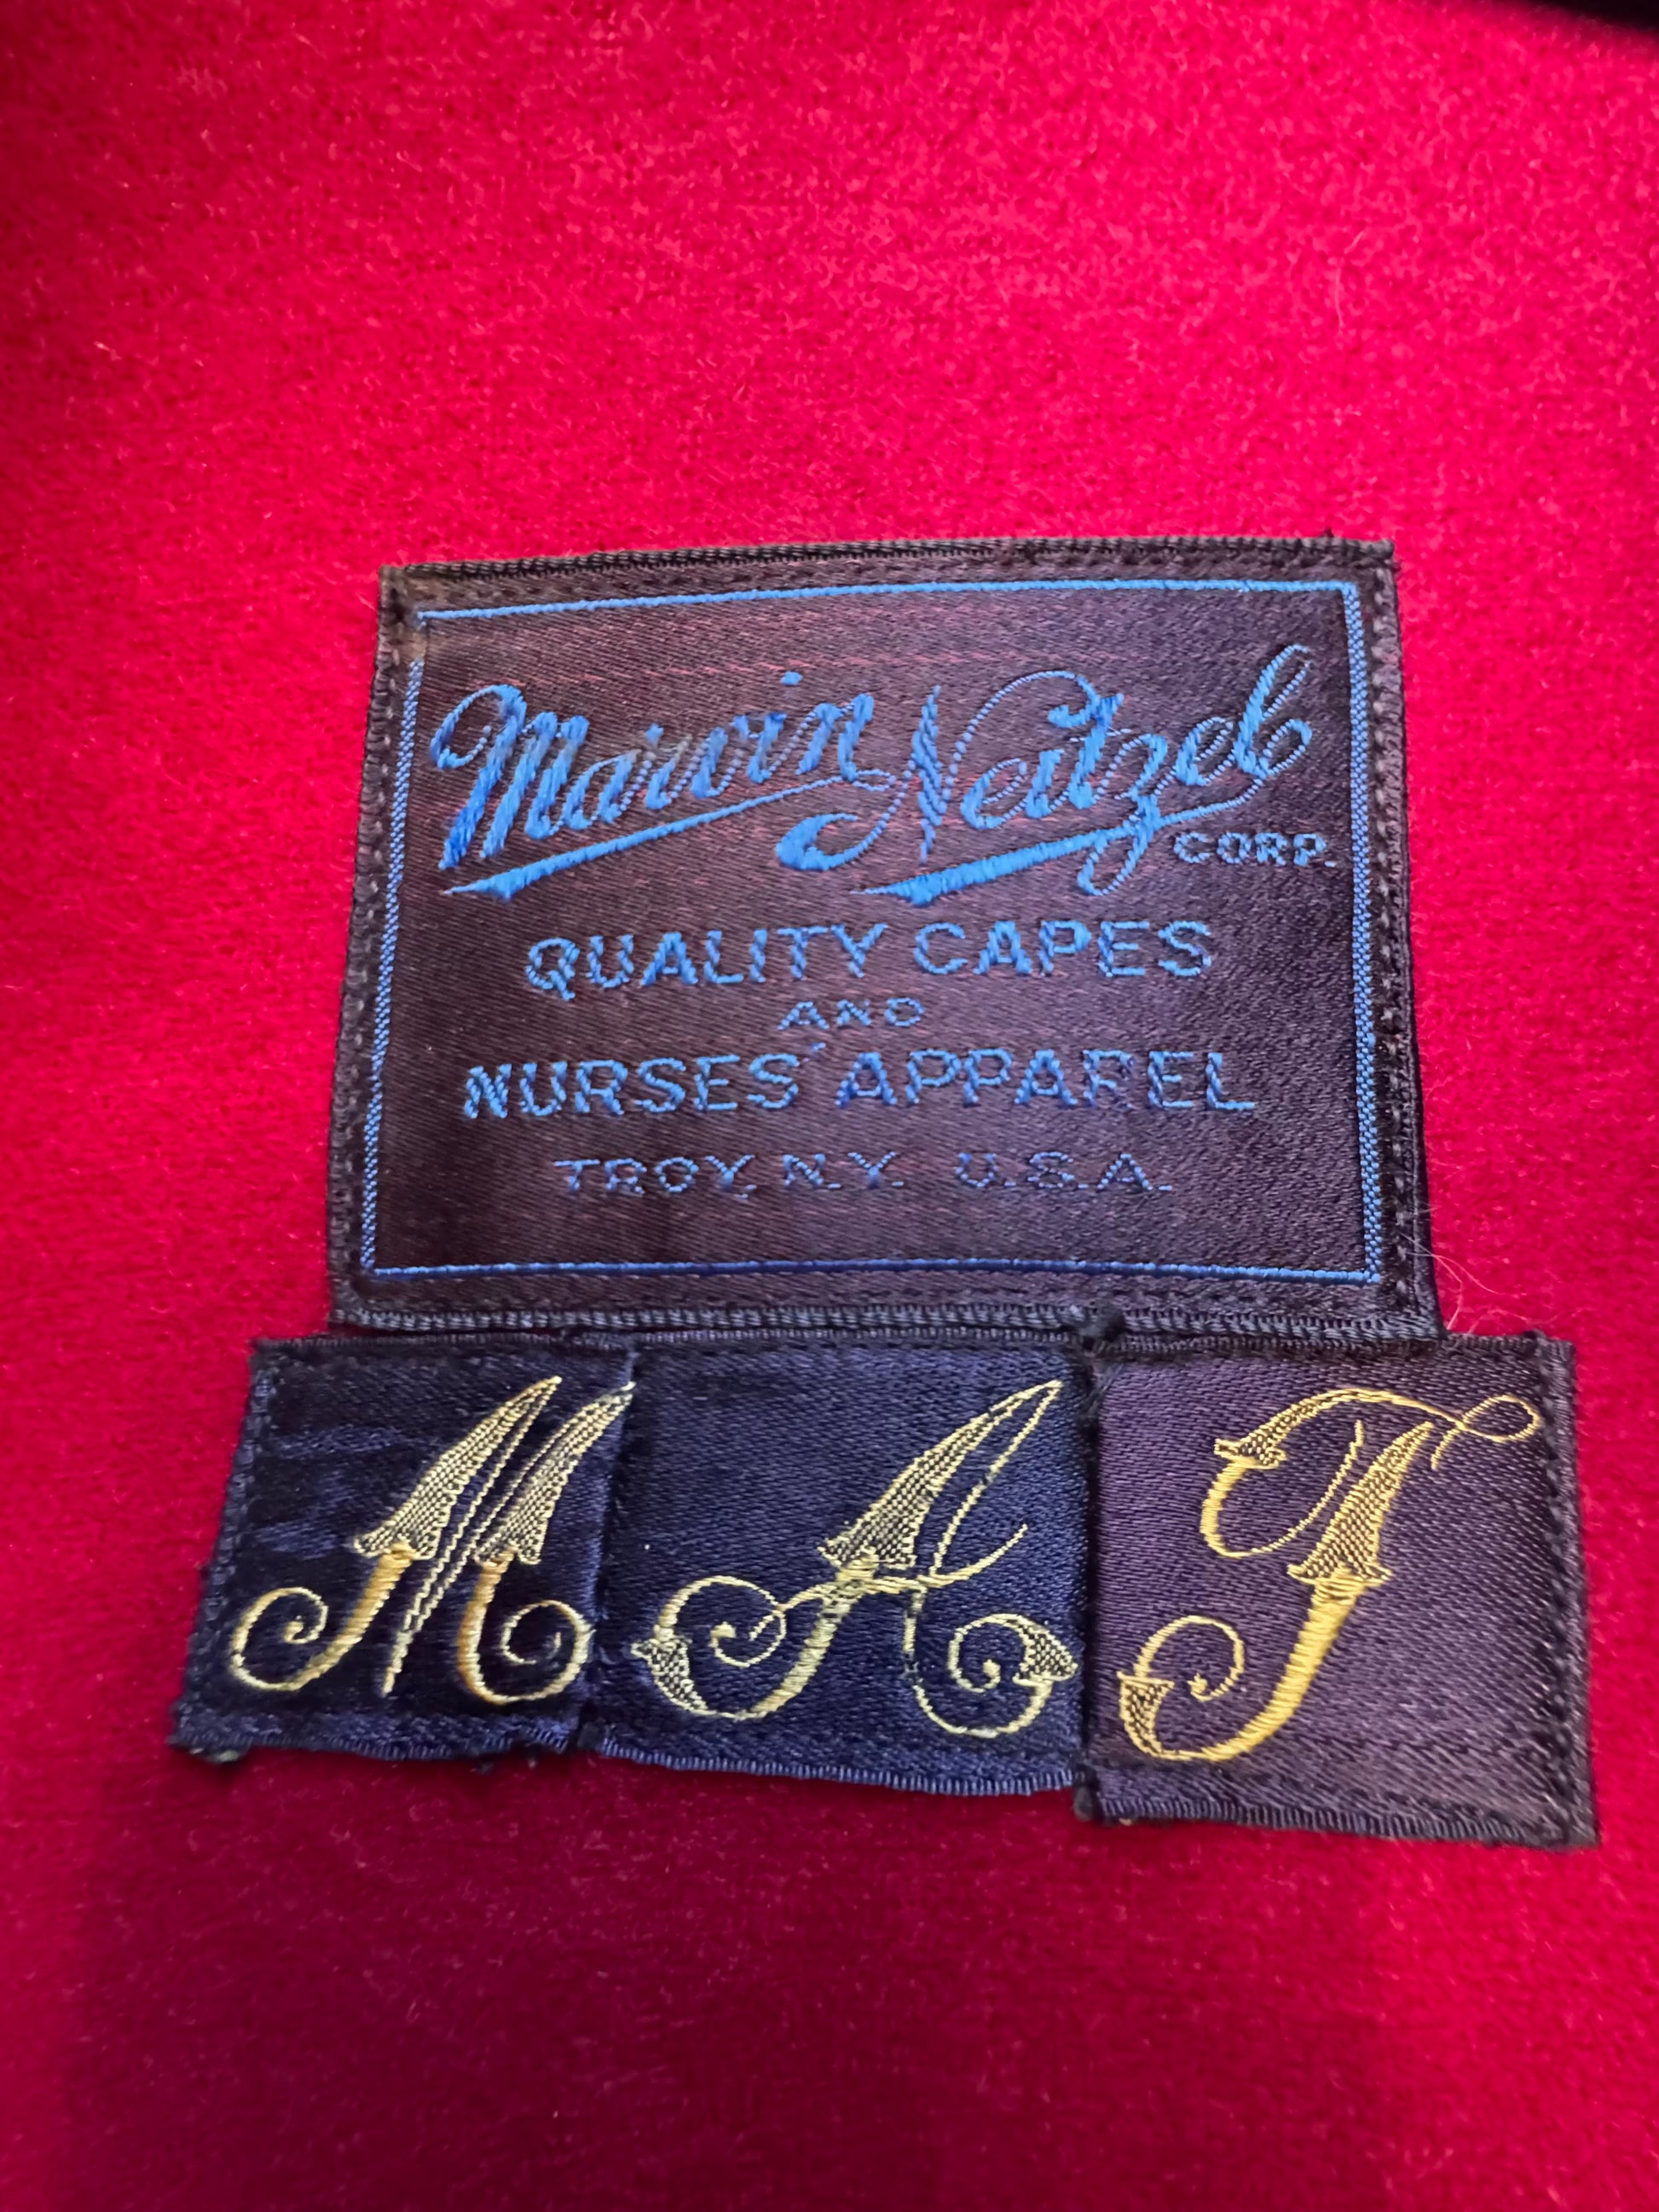 Marvin Neitzel CORP.
QUALITY CAPES
AND
NURSES' APPAREL
TROY, N.Y. U.S.A.
M A T